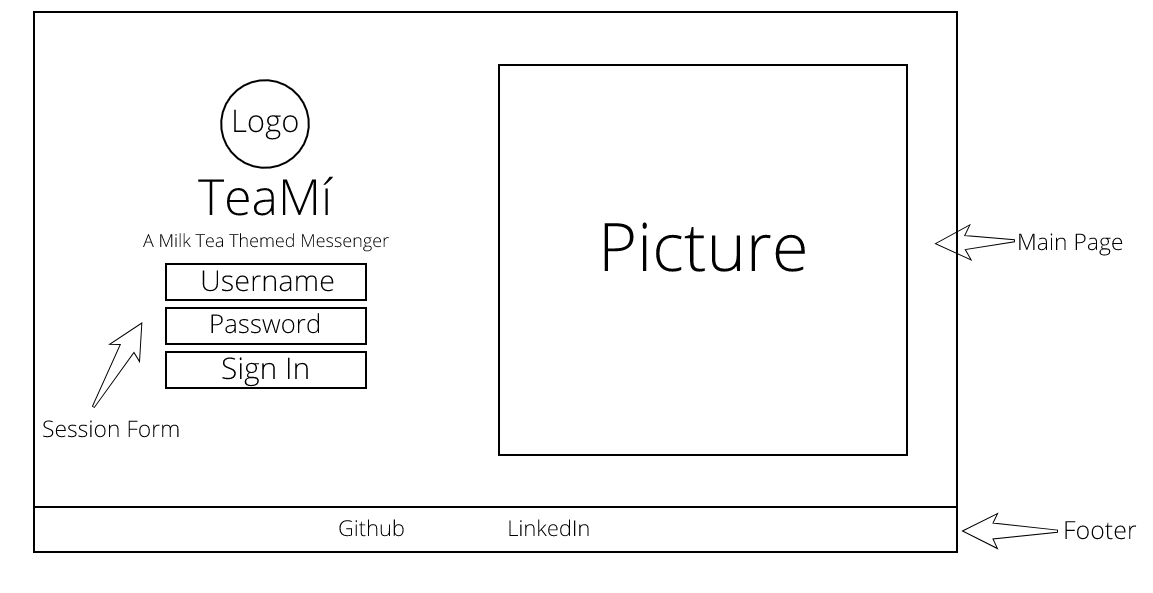 Logo
TeaMí
A Milk Tea Themed Messenger
Username
Password
Sign In
Session Form
Picture
Main Page
Github
LinkedIn
Footer